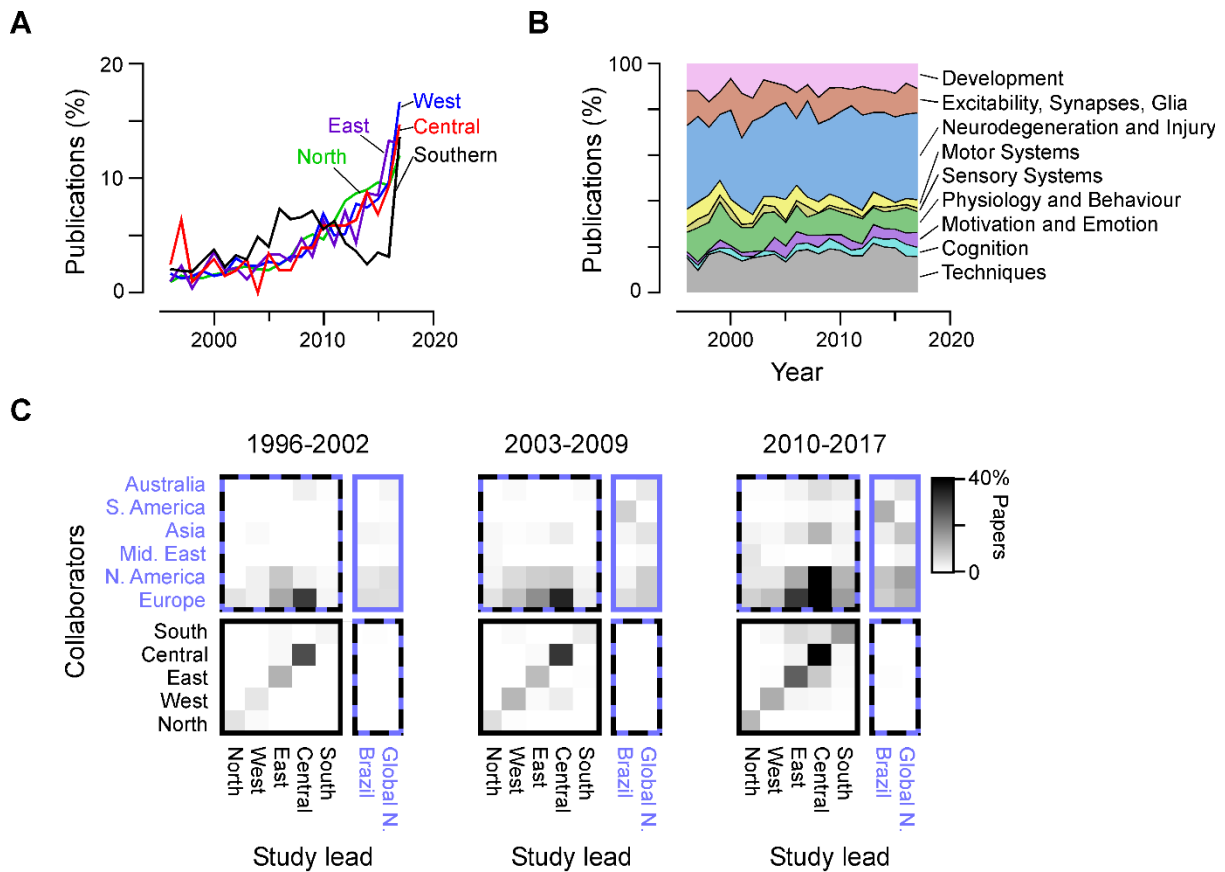 A
Publications (%)
20
10
0
2000
2010
2020
West
East
Central
Southern
North
B
Publications (%)
100
0
2000
2010
2020
Year
Development
Excitability, Synapses, Glia
Neurodegeneration and Injury
Motor Systems
Sensory Systems
Physiology and Behaviour
Motivation and Emotion
Cognition
Techniques
C
1996-2002
2003-2009
2010-2017
Collaborators
Australia
S. America
Asia
Mid. East
N. America
Europe
South
Central
East
West
North
40%
0
Papers
North
West
East
Central
South
Brazil
Global N.
Study lead
North
West
East
Central
South
Brazil
Global N.
Study lead
North
West
East
Central
South
Brazil
Global N.
Study lead